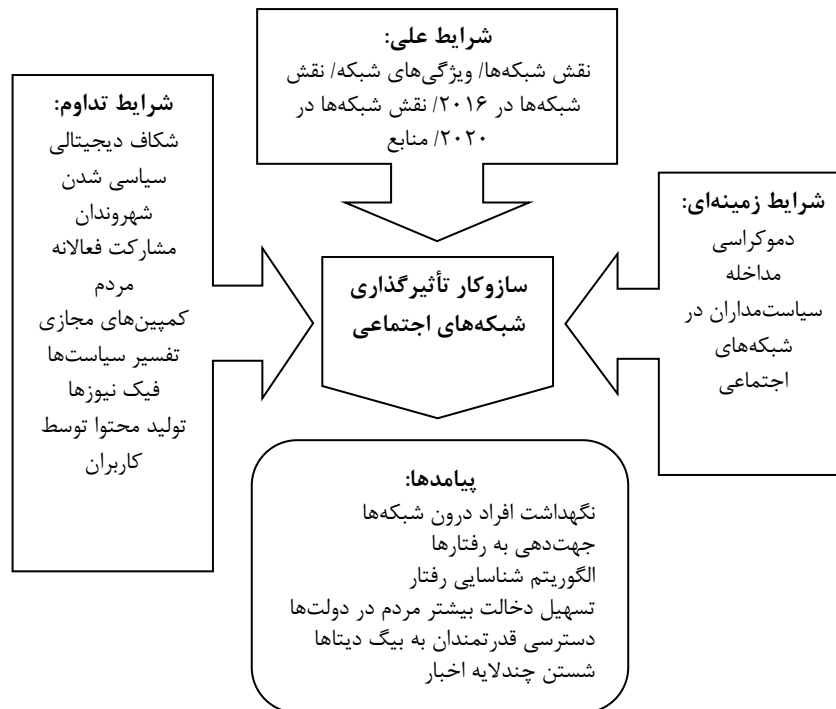 شرایط علی:
نقش شبکه‌ها/ ویژگی‌های شبکه/ نقش
شبکه‌ها در ۲۰۱۶/ نقش شبکه‌ها در
۲۰۲۰/ منابع
شرایط زمینه‌ای:
دموکراسی
مداخله
سیاست‌مداران در
شبکه‌های
اجتماعی
سازوکار تأثیرگذاری
شبکه‌های اجتماعی
شرایط تداوم:
شکاف دیجیتالی
سیاسی شدن
شهروندان
مشارکت فعالانه
مردم
کمپین‌های مجازی
تفسیر سیاست‌ها
فیک نیوزها
تولید محتوا توسط
کاربران
پیامدها:
نگهداشت افراد درون شبکه‌ها
جهت‌دهی به رفتارها
الگوریتم شناسایی رفتار
تسهیل دخالت بیشتر مردم در دولت‌ها
دسترسی قدرتمندان به بیگ دیتاها
شستن چندلایه اخبار